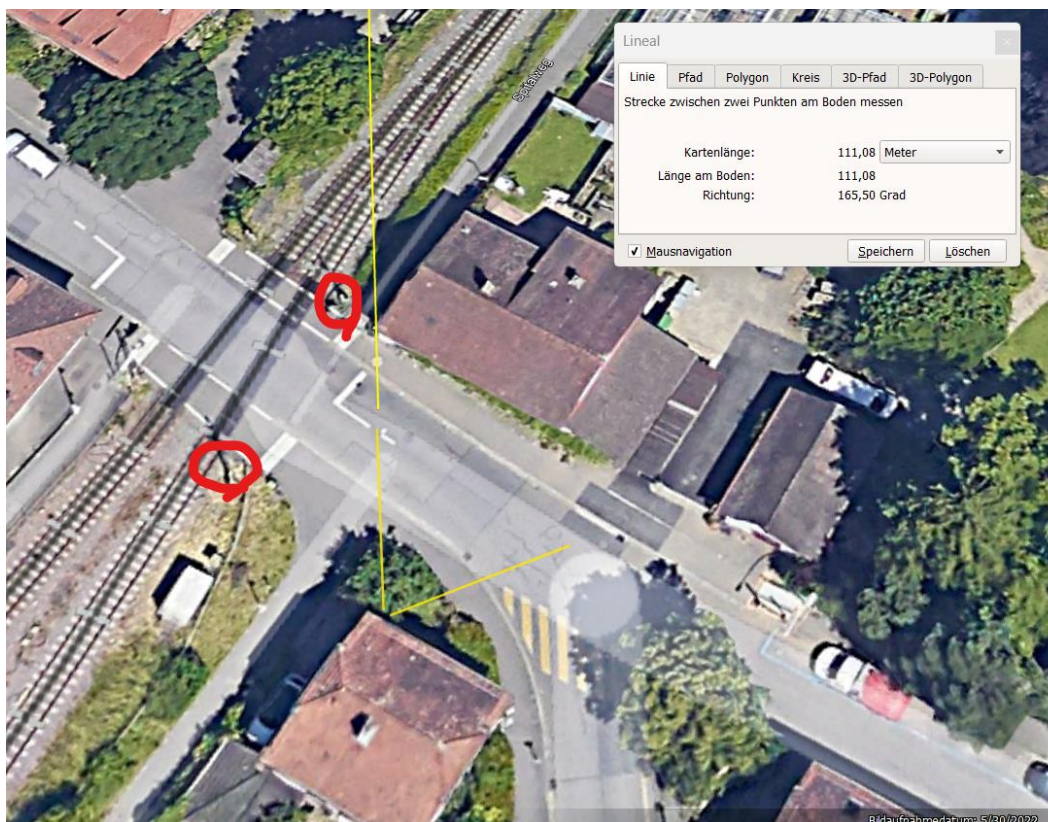 Lineal
Linie Pfad Polygon Kreis 3D-Pfad 3D-Polygon
Strecke zwischen zwei Punkten am Boden messen
Kartenlänge: 111,08 Meter
Länge am Boden: 111,08
Richtung: 165,50 Grad
Mausnavigation Speichern Löschen
Spitalweg
Bildaufnahmedatum: 5/30/2022